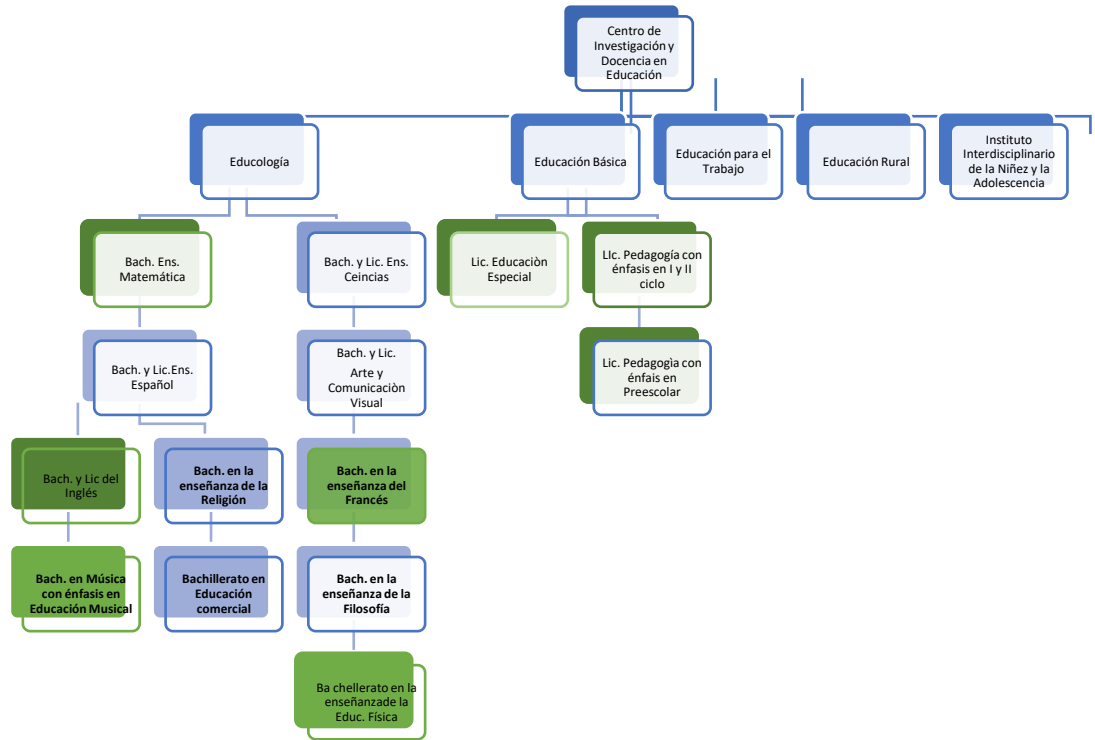 Centro de
Investigación y
Docencia en
Educación
Educología
Educación Básica
Educación para el
Trabajo
Educación Rural
Instituto
Interdisciplinario
de la Niñez y la
Adolescencia
Bach. Ens.
Matemática
Bach. y Lic. Ens.
Ceincias
Lic. Educaciòn
Especial
LIc. Pedagogía con
énfasis en I y II
ciclo
Bach. y Lic.Ens.
Español
Bach. y Lic.
Arte y
Comunicaciòn
Visual
Lic. Pedagogìa con
énfais en
Preescolar
Bach. y Lic del
Inglés
Bach. en la
enseñanza de la
Religión
Bach. en la
enseñanza del
Francés
Bach. en Música
con énfasis en
Educación Musical
Bachillerato en
Educación
comercial
Bach. en la
enseñanza de la
Filosofía
Ba chellerato en la
enseñanzade la
Educ. Física